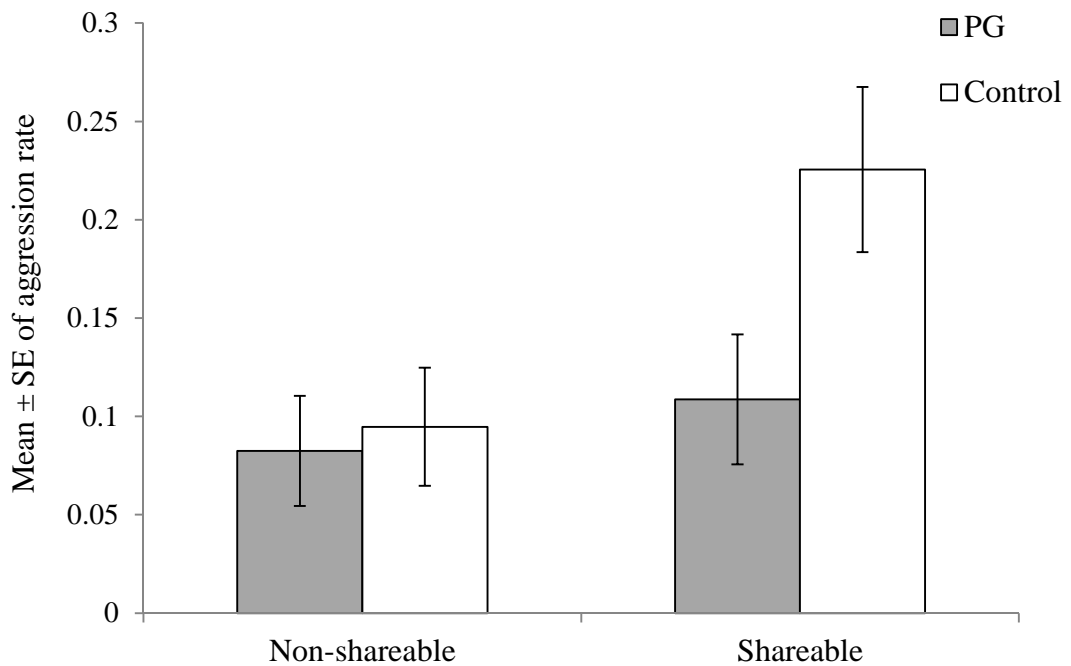 0.3
0.25
0.2
0.15
0.1
0.05
0
Mean ± SE of aggression rate
PG
Control
Non-shareable
Shareable